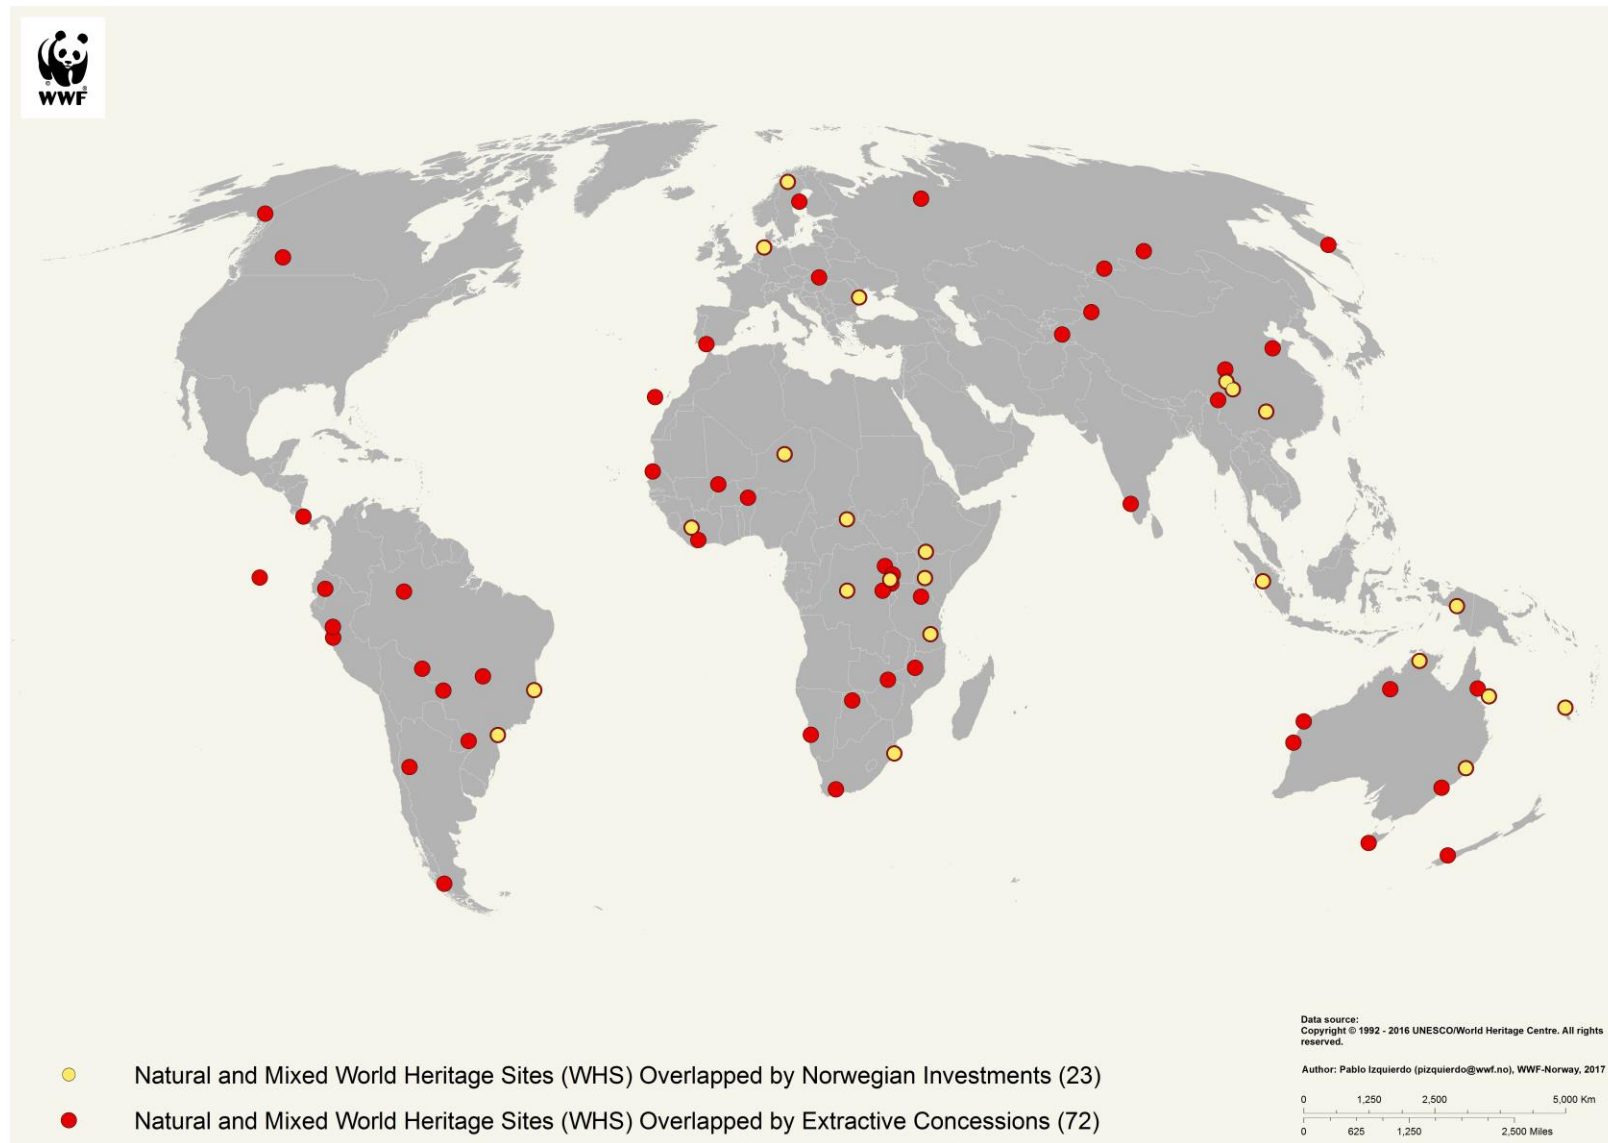 WWF
Natural and Mixed World Heritage Sites (WHS) Overlapped by Norwegian Investments (23)
Natural and Mixed World Heritage Sites (WHS) Overlapped by Extractive Concessions (72)
Data source:
Copyright © 1992 - 2016 UNESCO/World Heritage Centre. All rights
reserved.
Author: Pablo Izquierdo (pizquierdo@wwf.no), WWF-Norway, 2017
0 1,250 2,500 5,000 Km
0 625 1,250 2,500 Miles